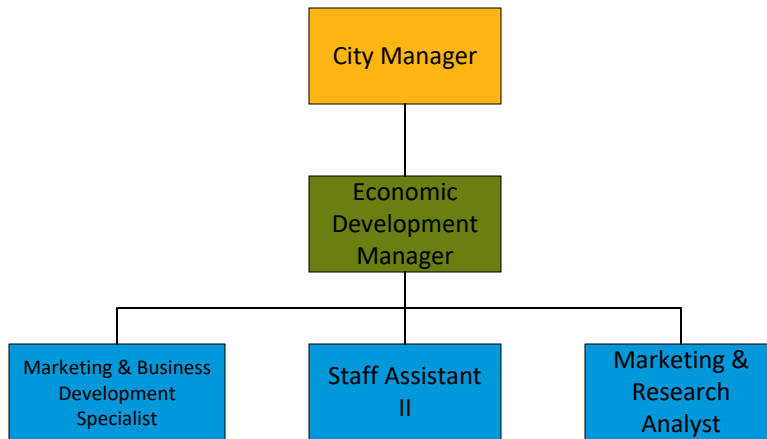 City Manager
Economic
Development
Manager
Marketing & Business
Development
Specialist
Staff Assistant
II
Marketing &
Research
Analyst